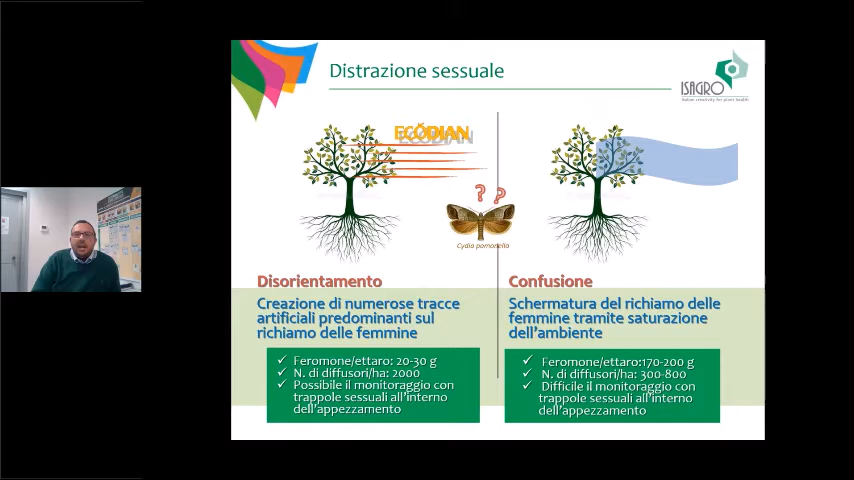 Distrazione sessuale
ISAGRO
Italian creativity for plant health
ECODIAN
? ?
Cydia pomonella
Disorientamento
Creazione di numerose tracce
artificiali predominanti sul
richiamo delle femmine
✓ Feromone/ettaro: 20-30 g
✓ N. di diffusori/ha: 2000
✓ Possibile il monitoraggio con
trappole sessuali all'interno
dell'appezzamento
Confusione
Schermatura del richiamo delle
femmine tramite saturazione
dell'ambiente
✓ Feromone/ettaro:170-200 g
✓ N. di diffusori/ha: 300-800
✓ Difficile il monitoraggio con
trappole sessuali all'interno
dell'appezzamento